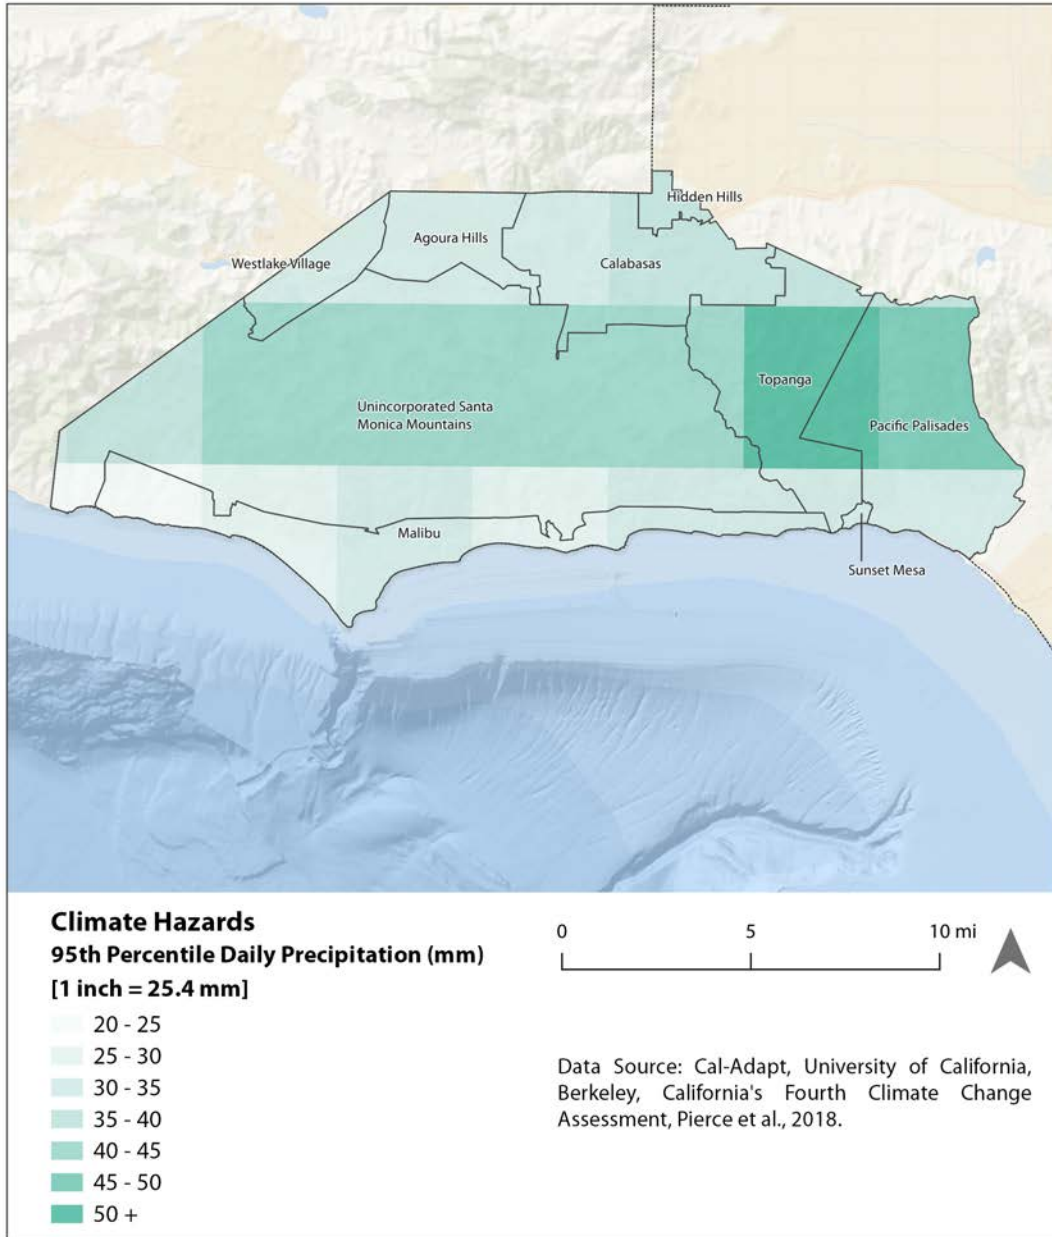 Hidden Hills
Agoura Hills
Westlake Village
Calabasas
Topanga
Unincorporated Santa
Monica Mountains
Pacific Palisades
Malibu
Sunset Mesa
Climate Hazards
95th Percentile Daily Precipitation (mm)
[1 inch = 25.4 mm]
20 - 25
25 - 30
30 - 35
35 - 40
40 - 45
45 - 50
50 +
0 5 10 mi
Data Source: Cal-Adapt, University of California,
Berkeley, California's Fourth Climate Change
Assessment, Pierce et al., 2018.